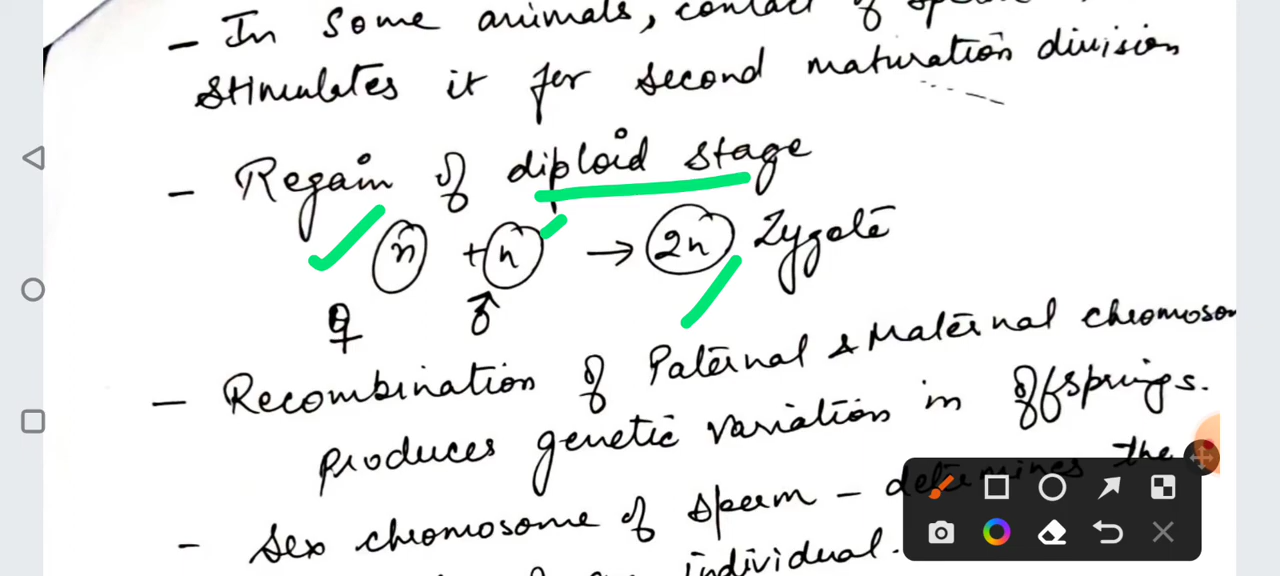 - In some animals, contact of
stimulates it for second maturation division
- Regain of diploid stage
n + n → 2n Zygote
♀ ♂
- Recombination of Paternal & Maternal
produces genetic variation in offsprings.
- Sex chromosome of sperm - determines the
individual.